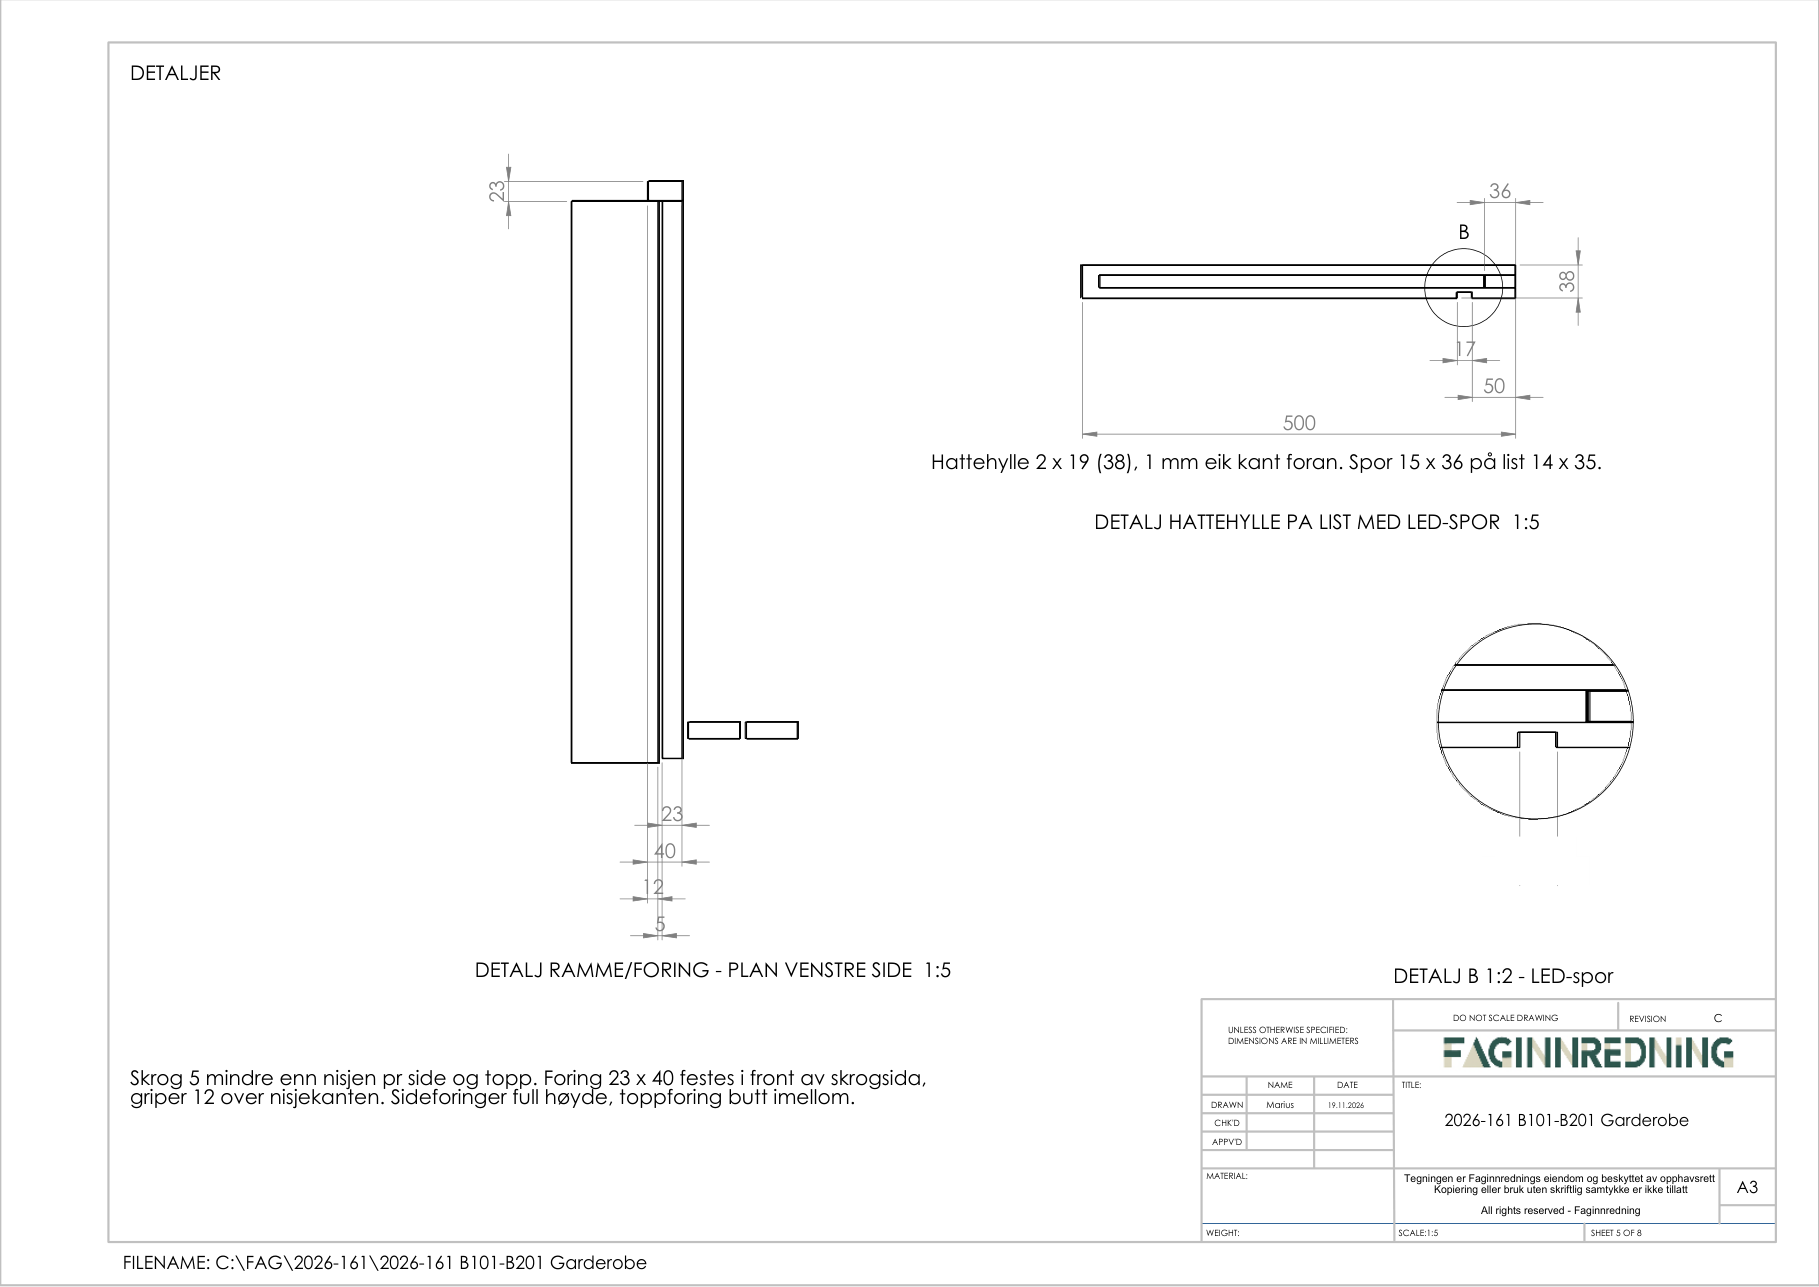 DETALJER
23
36
B
38
17
50
500
Hattehylle 2 x 19 (38), 1 mm eik kant foran. Spor 15 x 36 på list 14 x 35.
DETALJ HATTEHYLLE PA LIST MED LED-SPOR 1:5
23
40
12
5
DETALJ RAMME/FORING - PLAN VENSTRE SIDE 1:5
DETALJ B 1:2 - LED-spor
Skrog 5 mindre enn nisjen pr side og topp. Foring 23 x 40 festes i front av skrogsida,
griper 12 over nisjekanten. Sideforinger full høyde, toppforing butt imellom.
UNLESS OTHERWISE SPECIFIED:
DIMENSIONS ARE IN MILLIMETERS
DO NOT SCALE DRAWING
REVISION C
FAGINNREDNING
NAME DATE
DRAWN Marius 19.11.2026
CHK'D
APPV'D
TITLE:
2026-161 B101-B201 Garderobe
MATERIAL:
Tegningen er Faginnrednings eiendom og beskyttet av opphavsrett
Kopiering eller bruk uten skriftlig samtykke er ikke tillatt
All rights reserved - Faginnredning
A3
WEIGHT:
SCALE:1:5
SHEET 5 OF 8
FILENAME: C:\FAG\2026-161\2026-161 B101-B201 Garderobe